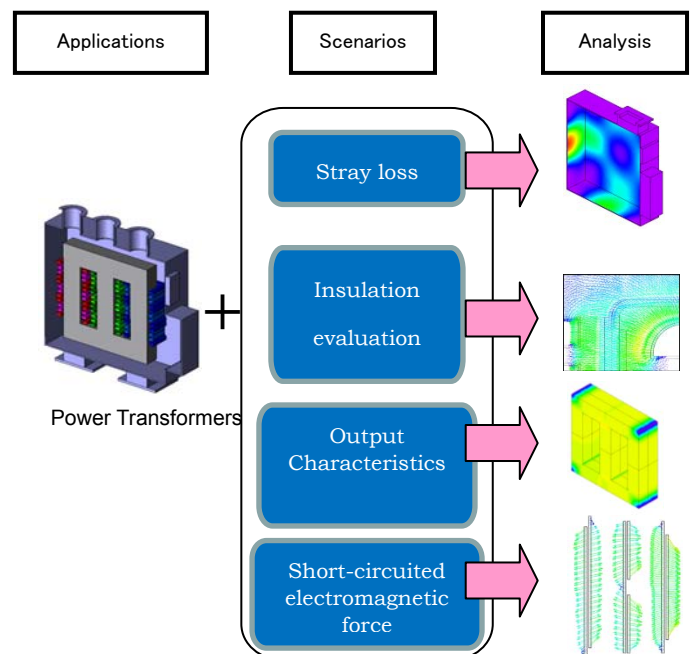 Applications
Scenarios
Analysis
Stray loss
Insulation
evaluation
Power Transformers
Output
Characteristics
Short-circuited
electromagnetic
force